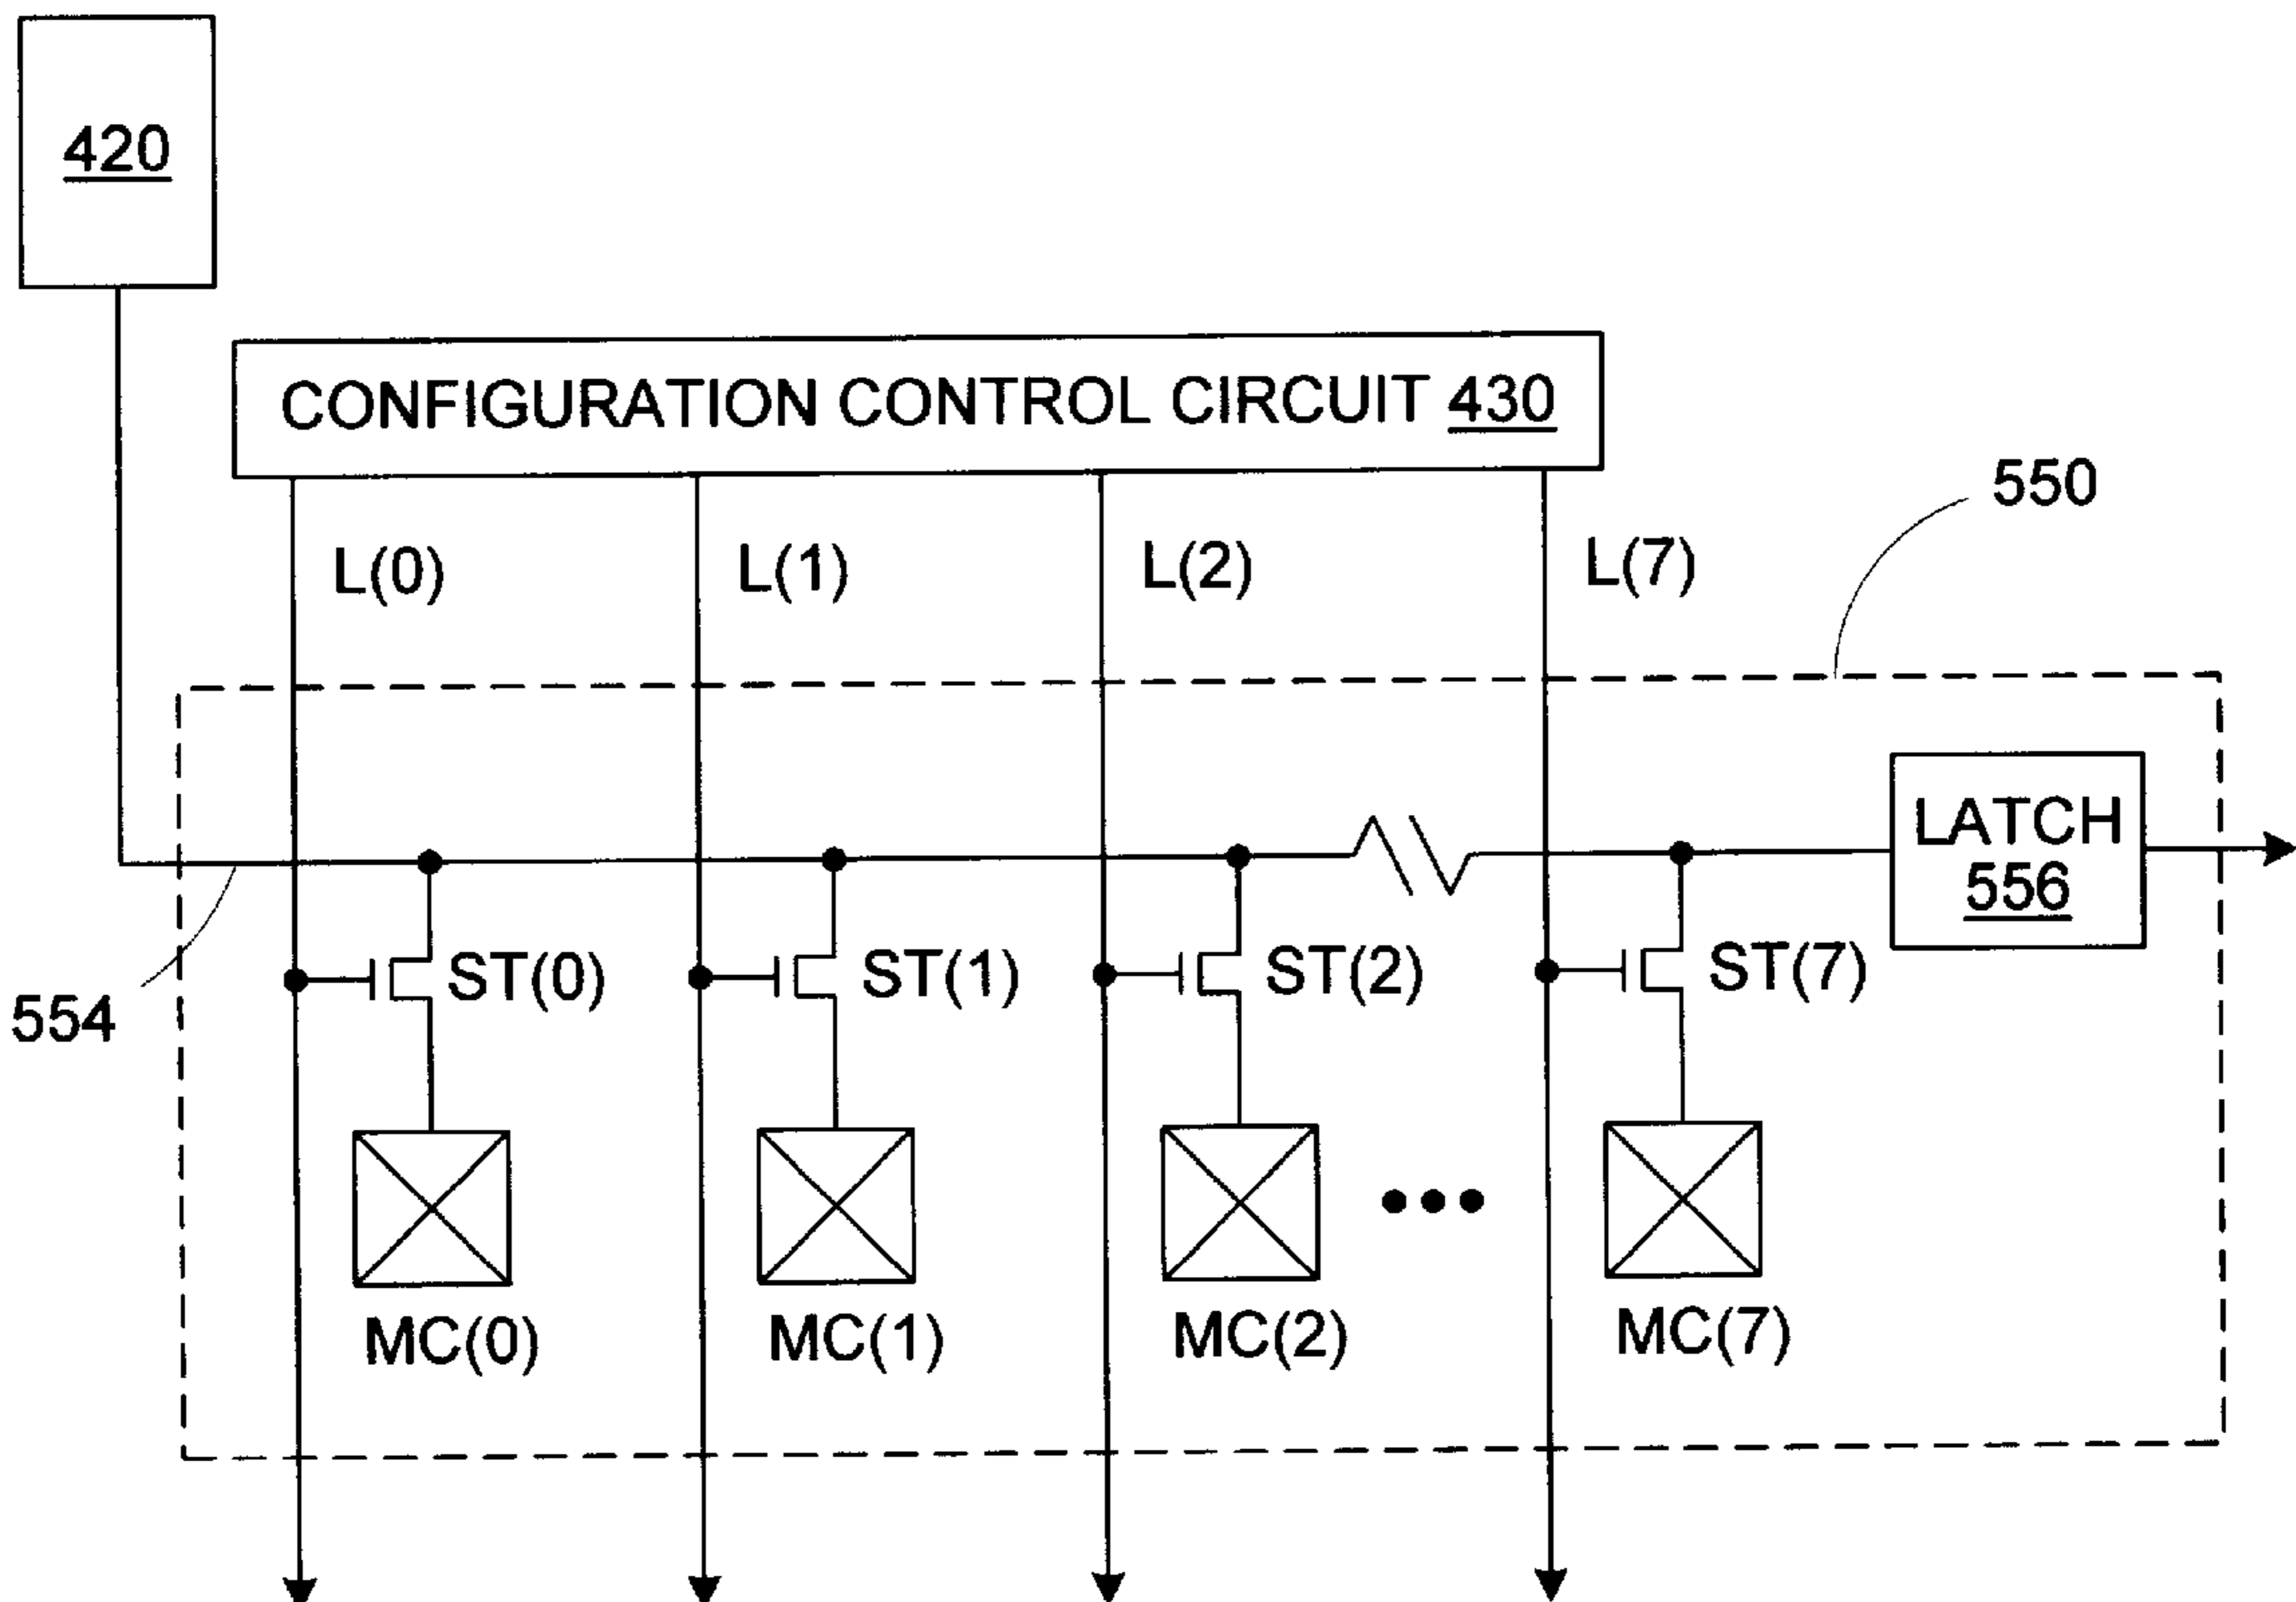 420
CONFIGURATION CONTROL CIRCUIT 430
550
L(0) L(1) L(2) L(7)
LATCH
556
ST(0) ST(1) ST(2) ST(7)
554
MC(0) MC(1) MC(2) MC(7)